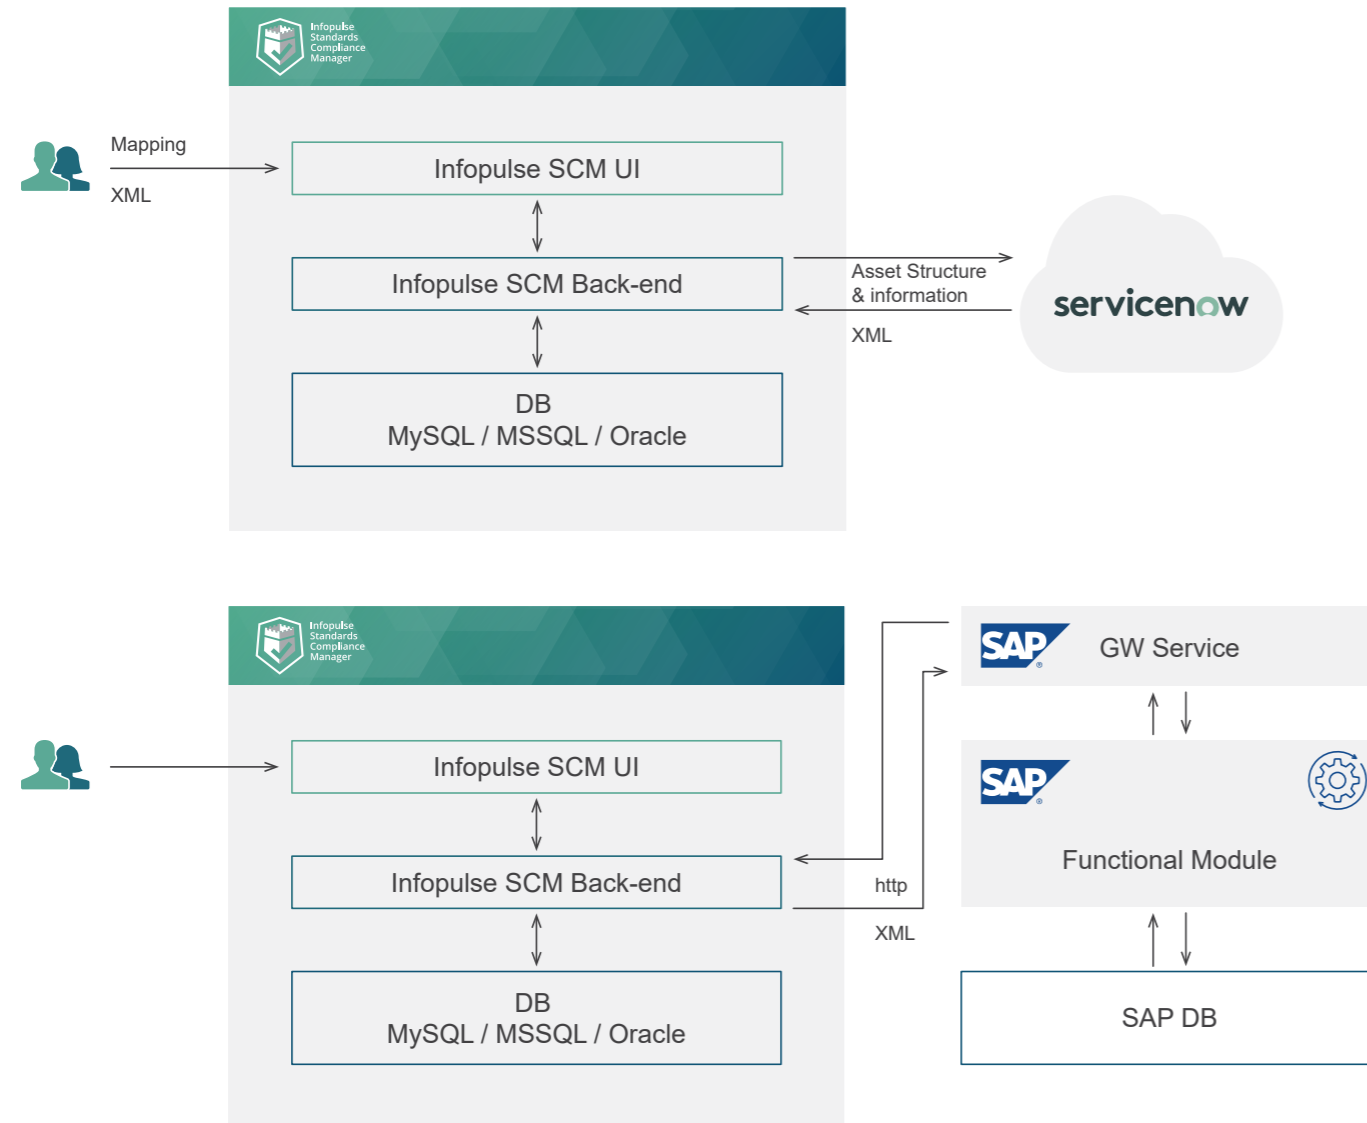 Infopulse
Standards
Compliance
Manager
Mapping
XML
Infopulse SCM UI
Infopulse SCM Back-end
Asset Structure
& information
XML
servicenow
DB
MySQL / MSSQL / Oracle
Infopulse
Standards
Compliance
Manager
SAP®
GW Service
Infopulse SCM UI
SAP®
Functional Module
Infopulse SCM Back-end
http
XML
DB
MySQL / MSSQL / Oracle
SAP DB